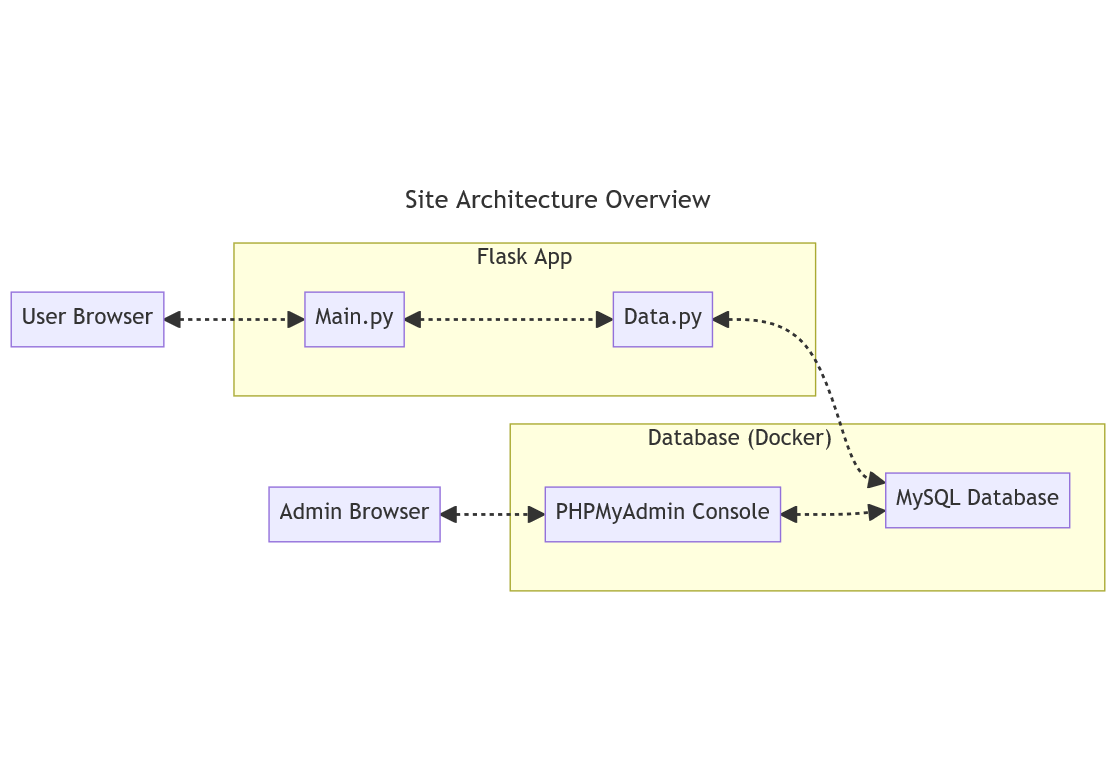 Site Architecture Overview
Flask App
User Browser
Main.py
Data.py
Database (Docker)
Admin Browser
PHPMyAdmin Console
MySQL Database